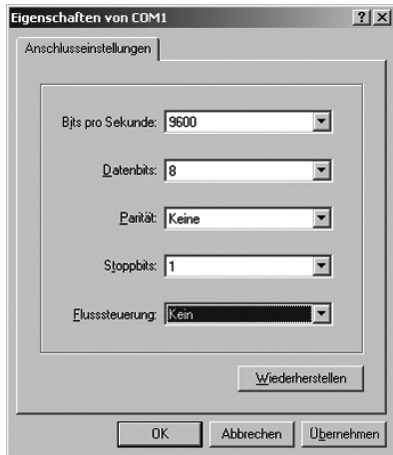 Eigenschaften von COM1
Anschlusseinstellungen
Bits pro Sekunde: 9600
Datenbits: 8
Parität: Keine
Stoppbits: 1
Flusssteuerung: Kein
Wiederherstellen
OK Abbrechen Übernehmen